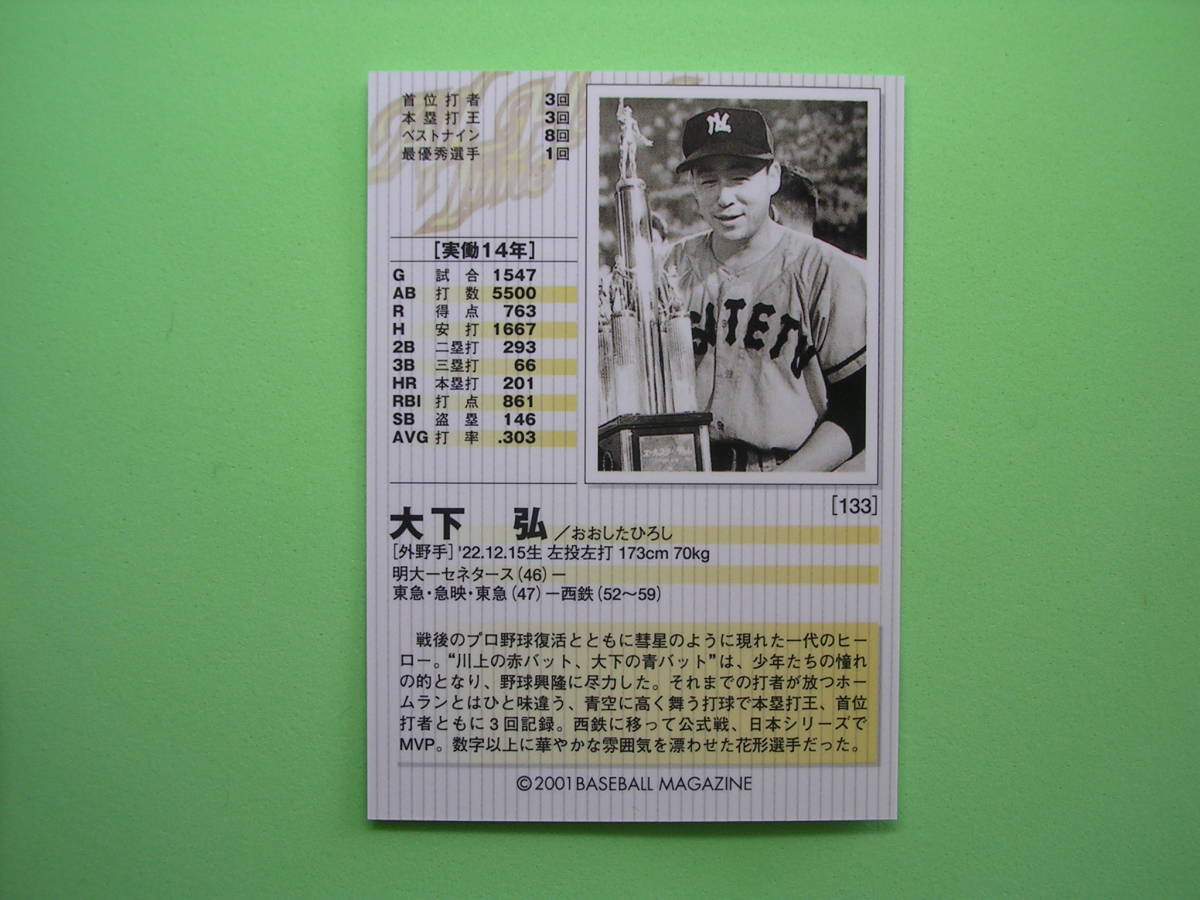 首位打者 3回
本塁打王 3回
ベストナイン 8回
最優秀選手 1回
[実働14年]
G 試合 1547
AB 打数 5500
R 得点 763
H 安打 1667
2B 二塁打 293
3B 三塁打 66
HR 本塁打 201
RBI 打点 861
SB 盗塁 146
AVG 打率 .303
[133]
大下 弘／おおしたひろし
[外野手] '22.12.15生 左投左打 173cm 70kg
明大ーセネタース(46)ー
東急・急映・東急(47)ー西鉄(52〜59)
戦後のプロ野球復活とともに彗星のように現れた一代のヒー
ロー。“川上の赤バット、大下の青バット”は、少年たちの憧れ
の的となり、野球興隆に尽力した。それまでの打者が放つホー
ムランとはひと味違う、青空に高く舞う打球で本塁打王、首位
打者ともに3回記録。西鉄に移って公式戦、日本シリーズで
MVP。数字以上に華やかな雰囲気を漂わせた花形選手だった。
©2001 BASEBALL MAGAZINE